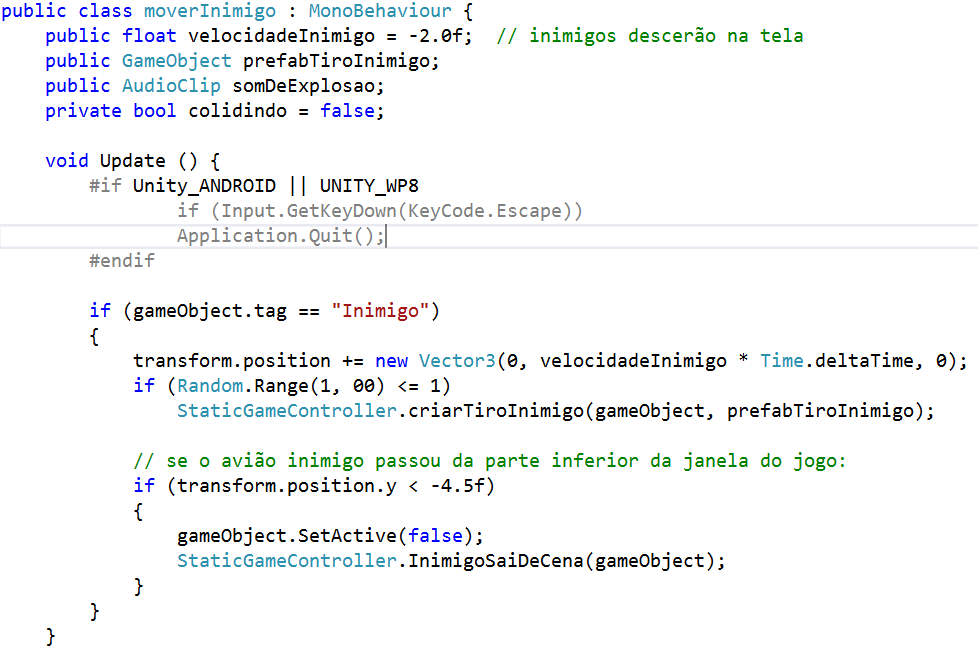 public class moverInimigo : MonoBehaviour {
public float velocidadeInimigo = -2.0f;  // inimigos descerão na tela
public GameObject prefabTiroInimigo;
public AudioClip somDeExplosao;
private bool colidindo = false;
void Update () {
#if Unity_ANDROID || UNITY_WP8
if (Input.GetKeyDown(KeyCode.Escape))
Application.Quit();
#endif
if (gameObject.tag == "Inimigo")
{
transform.position += new Vector3(0, velocidadeInimigo * Time.deltaTime, 0);
if (Random.Range(1, 00) <= 1)
StaticGameController.criarTiroInimigo(gameObject, prefabTiroInimigo);
// se o avião inimigo passou da parte inferior da janela do jogo:
if (transform.position.y < -4.5f)
{
gameObject.SetActive(false);
StaticGameController.InimigoSaiDeCena(gameObject);
}
}
}